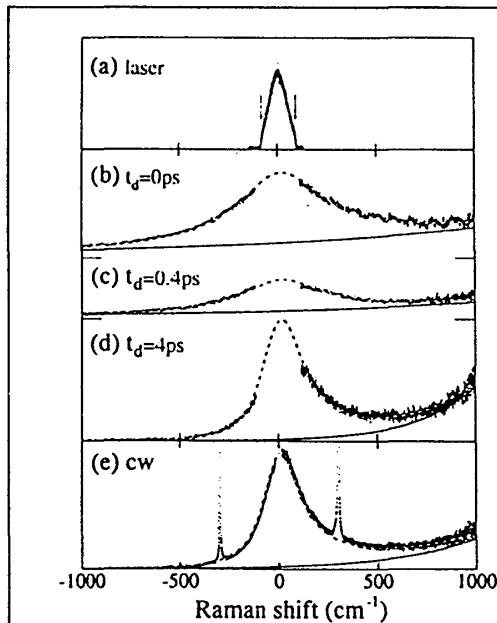 (a) laser
(b) t_d=0ps
(c) t_d=0.4ps
(d) t_d=4ps
(e) cw
-1000 -500 0 500 1000
Raman shift (cm⁻¹)